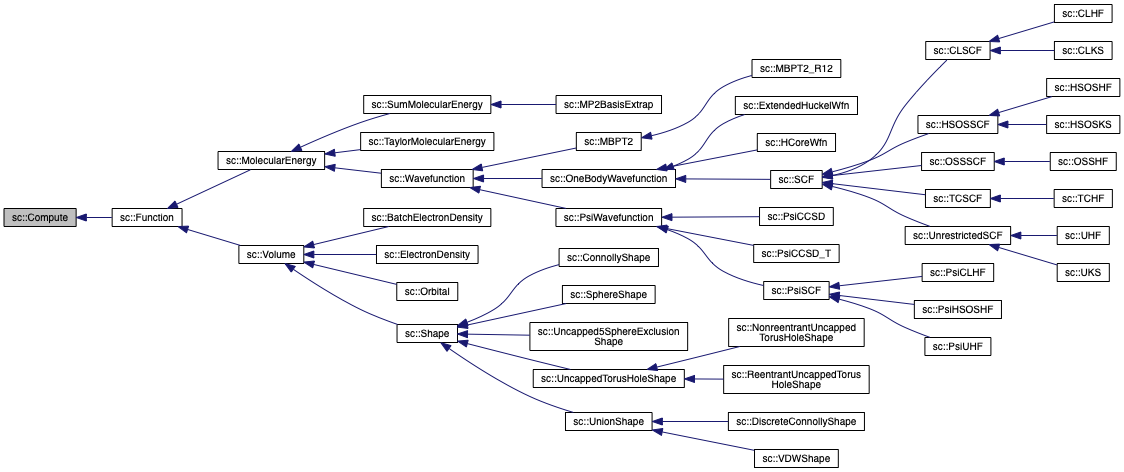 sc::Compute
sc::Function
sc::MolecularEnergy
sc::Volume
sc::SumMolecularEnergy
sc::TaylorMolecularEnergy
sc::Wavefunction
sc::BatchElectronDensity
sc::ElectronDensity
sc::Orbital
sc::Shape
sc::MP2BasisExtrap
sc::MBPT2
sc::OneBodyWavefunction
sc::PsiWavefunction
sc::ConnollyShape
sc::SphereShape
sc::Uncapped5SphereExclusion
Shape
sc::UncappedTorusHoleShape
sc::UnionShape
sc::MBPT2_R12
sc::ExtendedHuckelWfn
sc::HCoreWfn
sc::SCF
sc::PsiCCSD
sc::PsiCCSD_T
sc::PsiSCF
sc::NonreentrantUncapped
TorusHoleShape
sc::ReentrantUncappedTorus
HoleShape
sc::DiscreteConnollyShape
sc::VDWShape
sc::CLSCF
sc::HSOSSCF
sc::OSSSCF
sc::TCSCF
sc::UnrestrictedSCF
sc::PsiCLHF
sc::PsiHSOSHF
sc::PsiUHF
sc::CLHF
sc::CLKS
sc::HSOSHF
sc::HSOSKS
sc::OSSHF
sc::TCHF
sc::UHF
sc::UKS